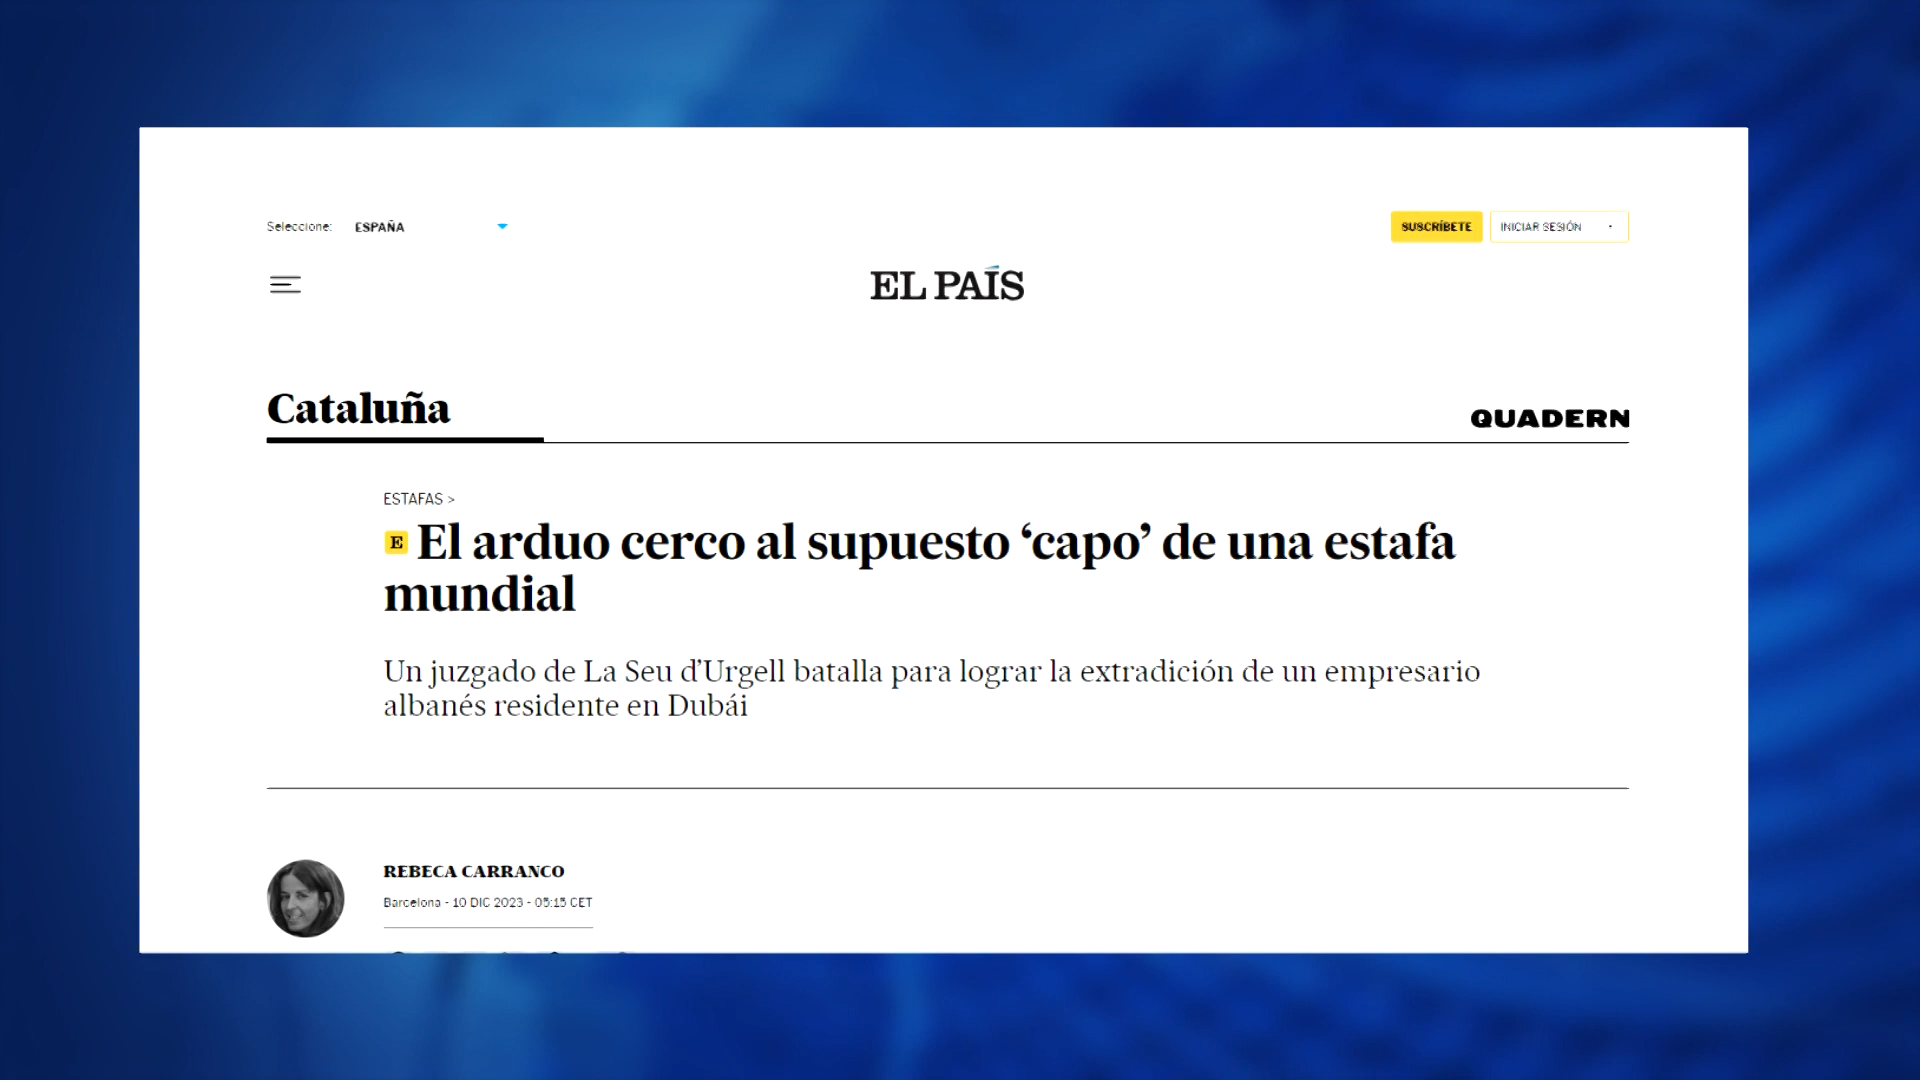 Seleccione: ESPAÑA
SUSCRÍBETE
INICIAR SESIÓN
EL PAÍS
Cataluña
QUADERN
ESTAFAS >
E El arduo cerco al supuesto ‘capo’ de una estafa
mundial
Un juzgado de La Seu d’Urgell batalla para lograr la extradición de un empresario
albanés residente en Dubái
REBECA CARRANCO
Barcelona - 10 DIC 2023 - 05:15 CET